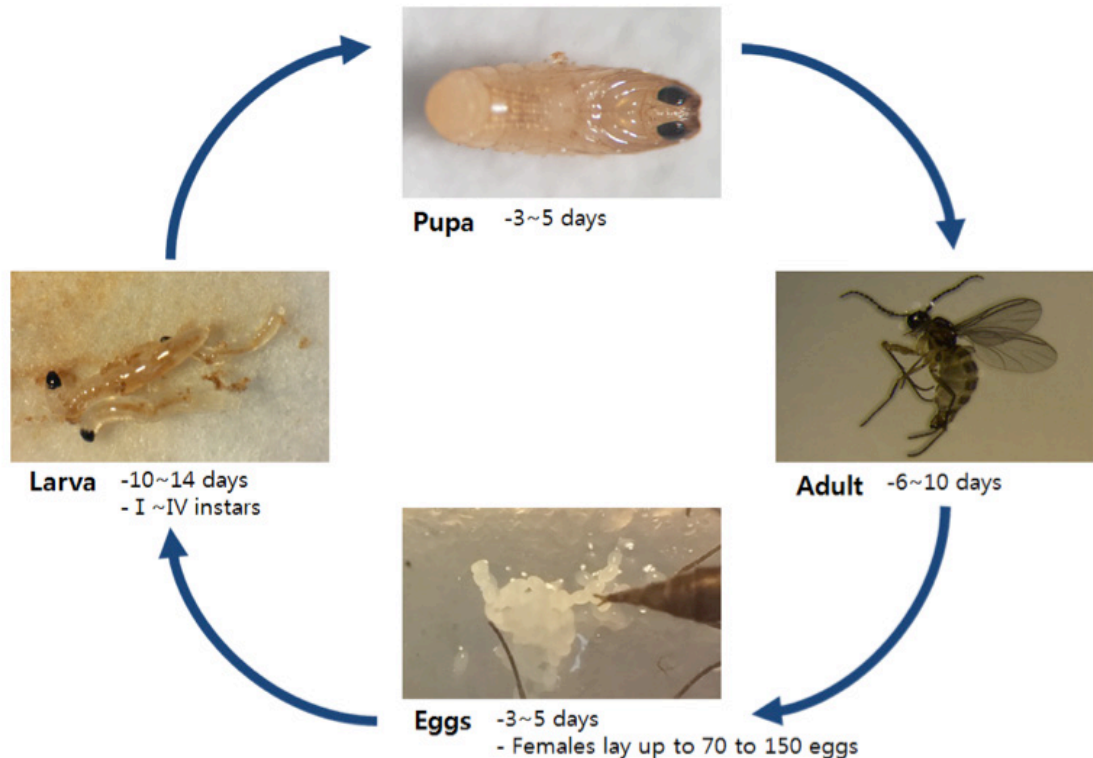 Pupa -3~5 days
Larva -10~14 days
- I ~IV instars
Adult -6~10 days
Eggs -3~5 days
- Females lay up to 70 to 150 eggs